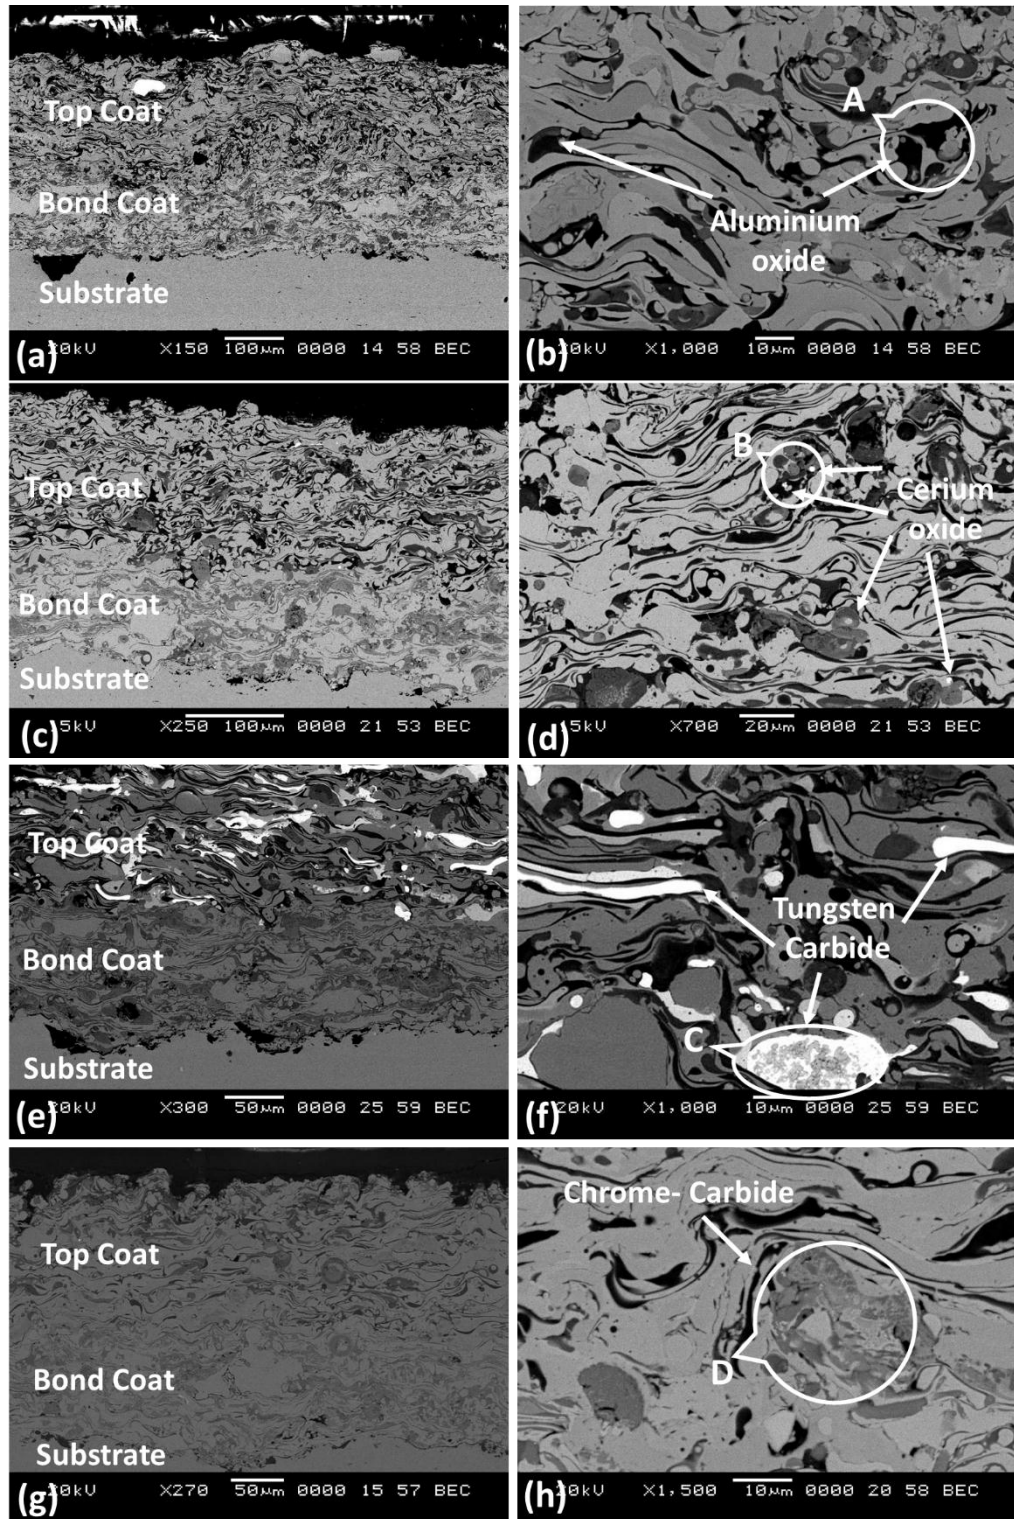 Top Coat
Bond Coat
Substrate
(a)
X150 100µm 0000 14 58 BEC
A
Aluminium
oxide
(b)
X1,000 10µm 0000 14 58 BEC
Top Coat
Bond Coat
Substrate
(c)
X250 100µm 0000 21 53 BEC
B
Cerium
oxide
(d)
X700 20µm 0000 21 53 BEC
Top Coat
Bond Coat
Substrate
(e)
X300 50µm 0000 25 59 BEC
Tungsten
Carbide
C
(f)
20kV X1,000 10µm 0000 25 59 BEC
Top Coat
Bond Coat
Substrate
(g)
X270 50µm 0000 15 57 BEC
Chrome- Carbide
D
(h)
X1,500 10µm 0000 20 58 BEC